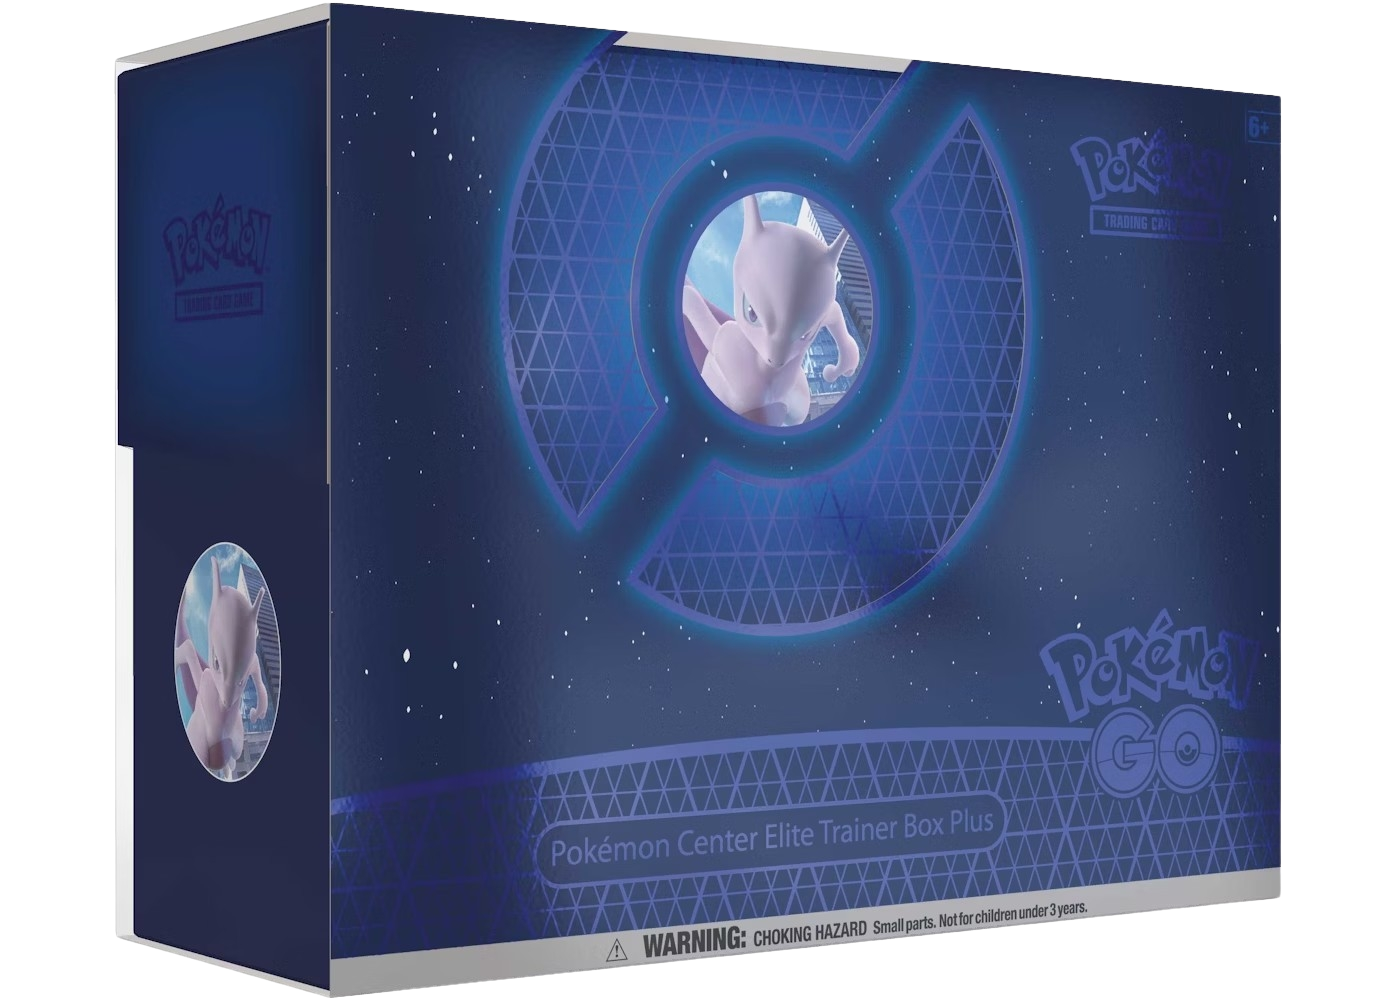 6+
POKéMON
TRADING CARD GAME
POKéMON
TRADING CARD
POKéMON
GO
Pokémon Center Elite Trainer Box Plus
WARNING: CHOKING HAZARD Small parts. Not for children under 3 years.